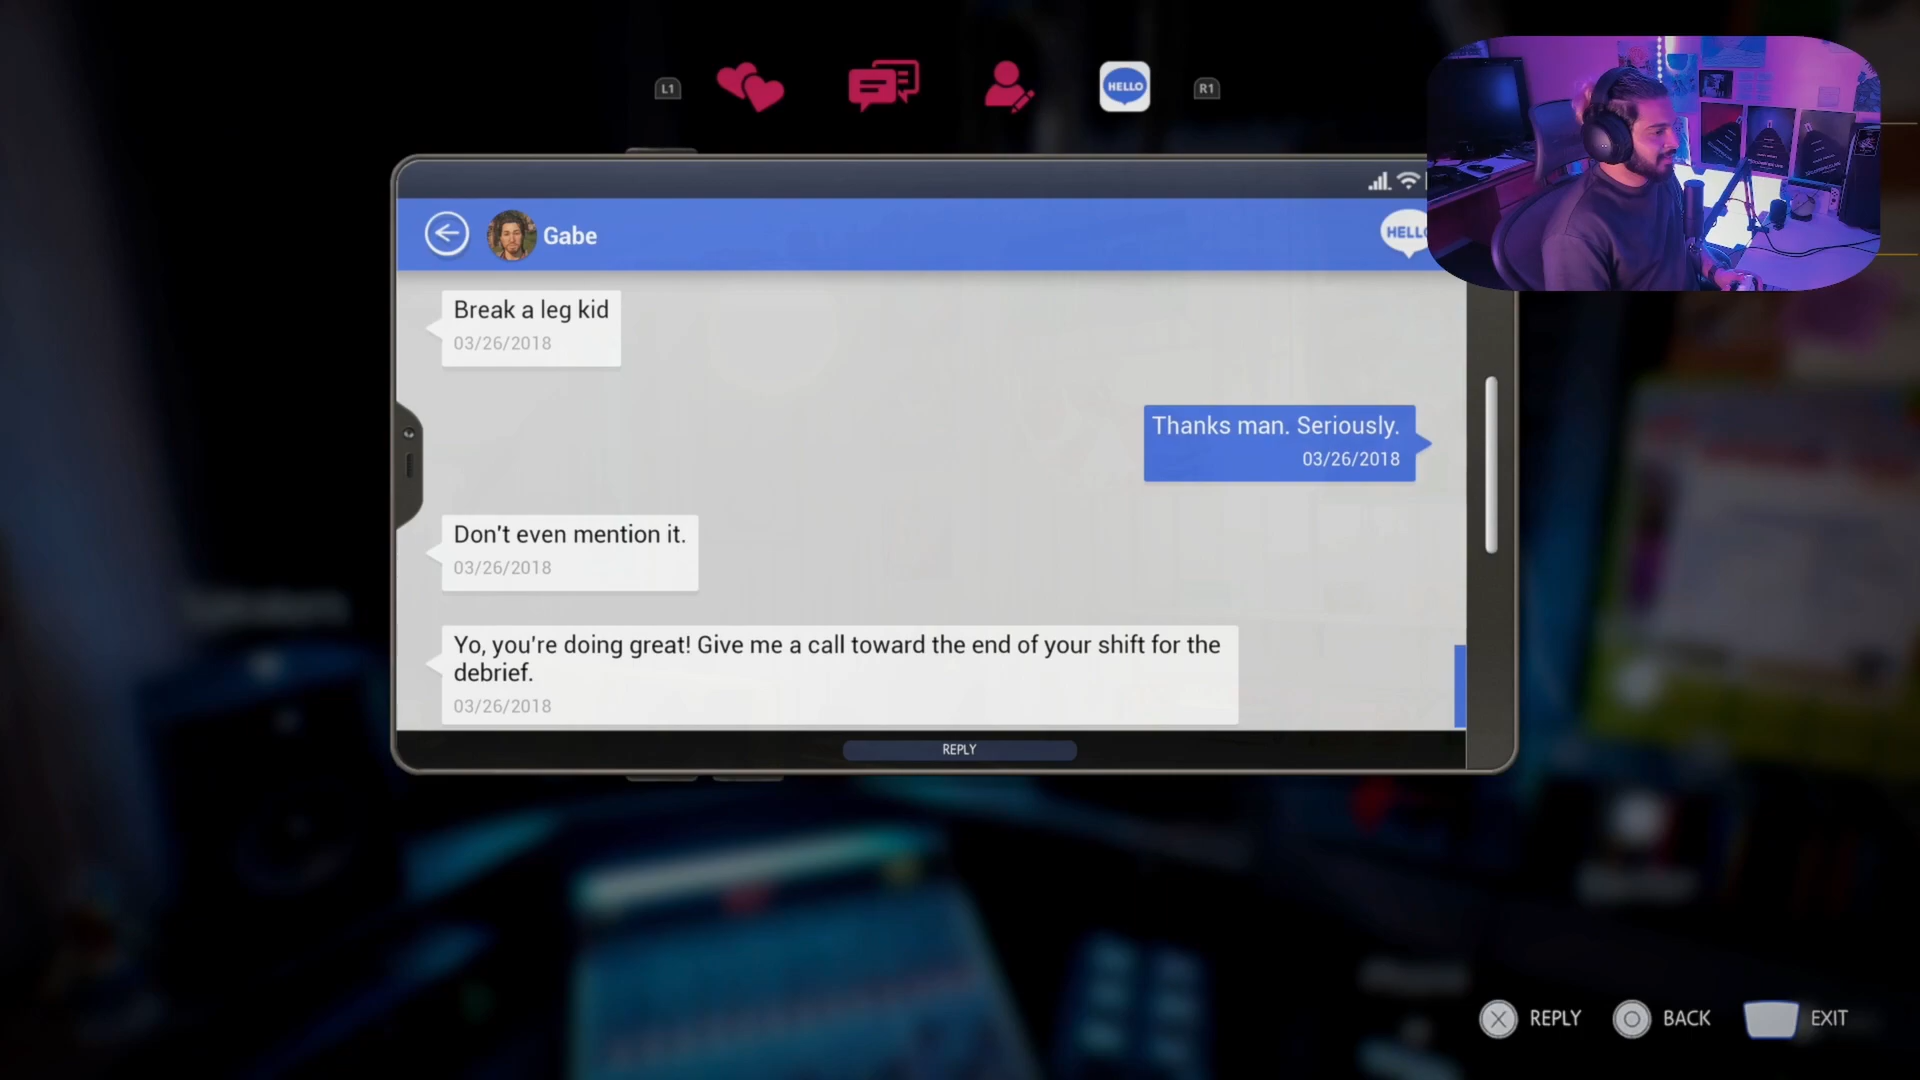 L1
HELLO
R1
Gabe
HELLO
Break a leg kid
03/26/2018
Thanks man. Seriously.
03/26/2018
Don't even mention it.
03/26/2018
Yo, you're doing great! Give me a call toward the end of your shift for the
debrief.
03/26/2018
REPLY
REPLY
BACK
EXIT